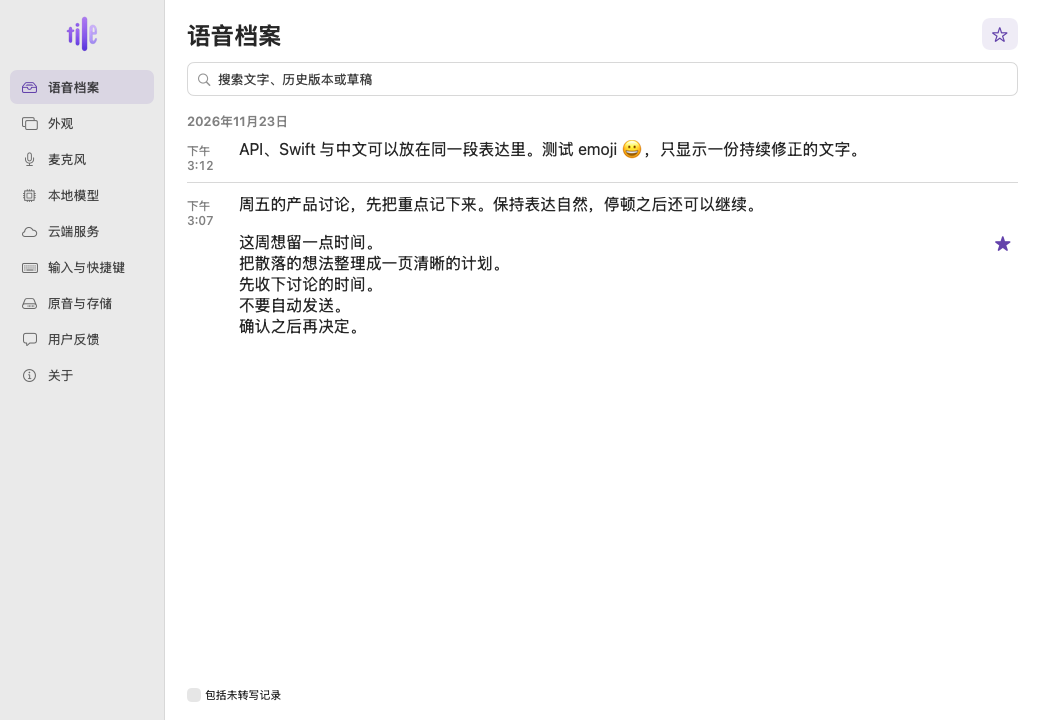 tile
语音档案
外观
麦克风
本地模型
云端服务
输入与快捷键
原音与存储
用户反馈
关于
语音档案
搜索文字、历史版本或草稿
2026年11月23日
下午
3:12
API、Swift 与中文可以放在同一段表达里。测试 emoji 😀，只显示一份持续修正的文字。
下午
3:07
周五的产品讨论，先把重点记下来。保持表达自然，停顿之后还可以继续。
这周想留一点时间。
把散落的想法整理成一页清晰的计划。
先收下讨论的时间。
不要自动发送。
确认之后再决定。
包括未转写记录